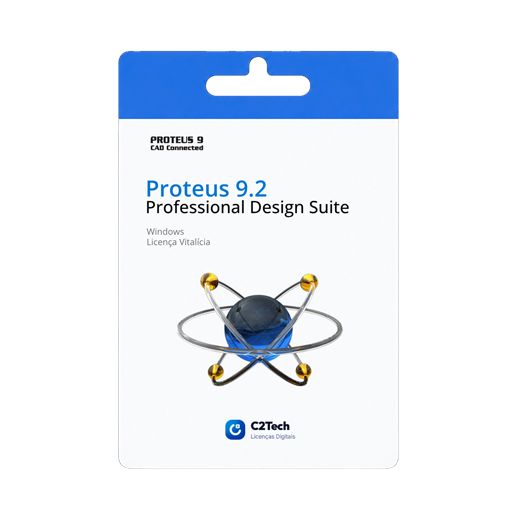 PROTEUS 9
CAD Connected
Proteus 9.2
Professional Design Suite
Windows
Licença Vitalícia
C2Tech
Licenças Digitais